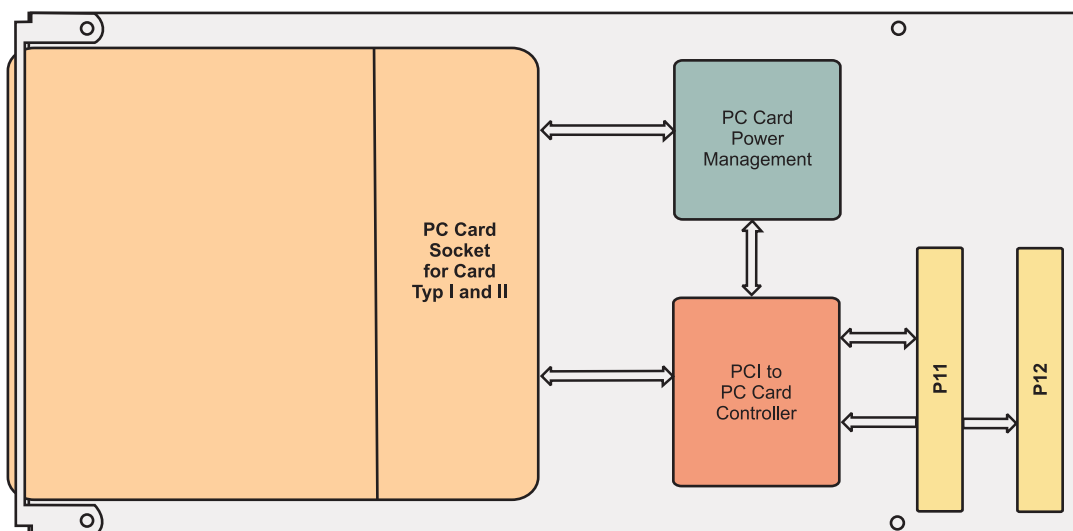 PC Card
Power
Management
PC Card
Socket
for Card
Typ I and II
PCI to
PC Card
Controller
P11
P12